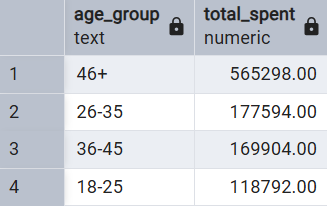 age_group total_spent
text numeric
1 46+ 565298.00
2 26-35 177594.00
3 36-45 169904.00
4 18-25 118792.00